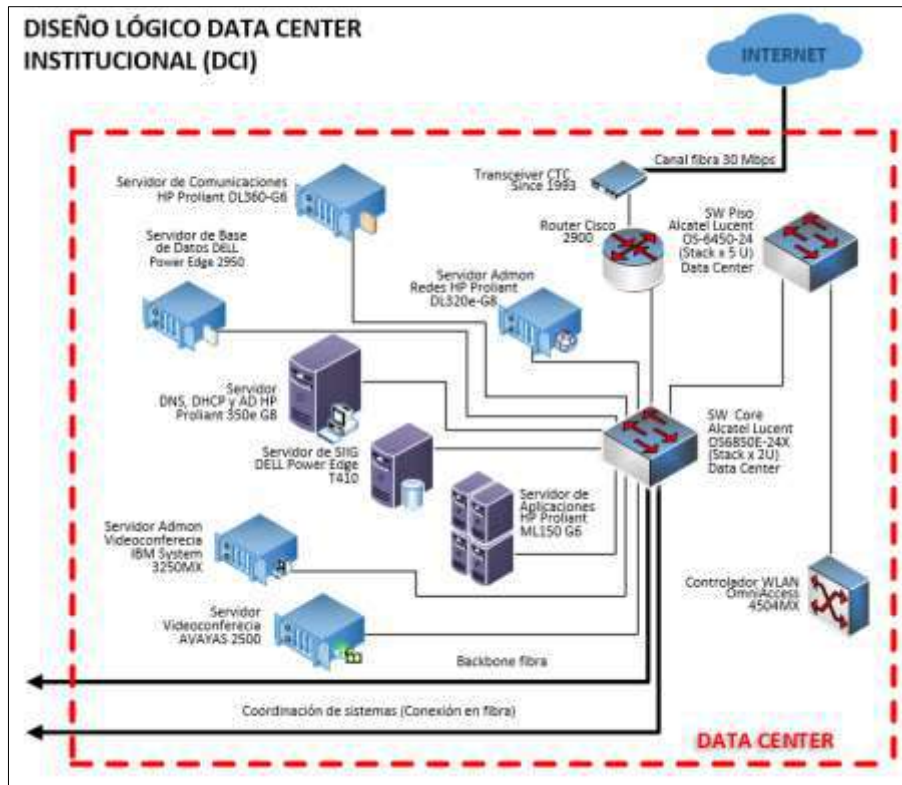 DISEÑO LÓGICO DATA CENTER
INSTITUCIONAL (DCI)
INTERNET
Canal fibra 30 Mbps
Transceiver CTC
Since 1993
Servidor de Comunicaciones
HP Proliant DL360-G6
SW Piso
Alcatel Lucent
OS-6450-24
(Stack x 5 U)
Data Center
Router Cisco
2900
Servidor de Base
de Datos DELL
Power Edge 2950
Servidor Admon
Redes HP Proliant
DL320e-G8
Servidor
DNS, DHCP y AD HP
Proliant 350e G8
SW Core
Alcatel Lucent
OS6850E-24X
(Stack x 2U)
Data Center
Servidor de SIIG
DELL Power Edge
T410
Servidor de
Aplicaciones
HP Proliant
ML150 G6
Servidor Admon
Videoconferecia
IBM System
3250MX
Controlador WLAN
OmniAccess
4504MX
Servidor
Videoconferecia
AVAYAS 2500
Backbone fibra
Coordinación de sistemas (Conexión en fibra)
DATA CENTER